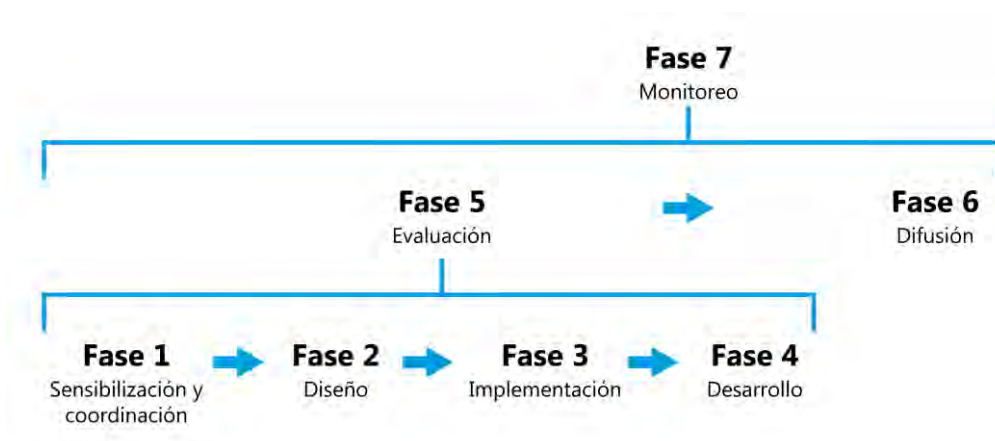 Fase 7
Monitoreo
Fase 5
Evaluación
Fase 6
Difusión
Fase 1
Sensibilización y
coordinación
Fase 2
Diseño
Fase 3
Implementación
Fase 4
Desarrollo